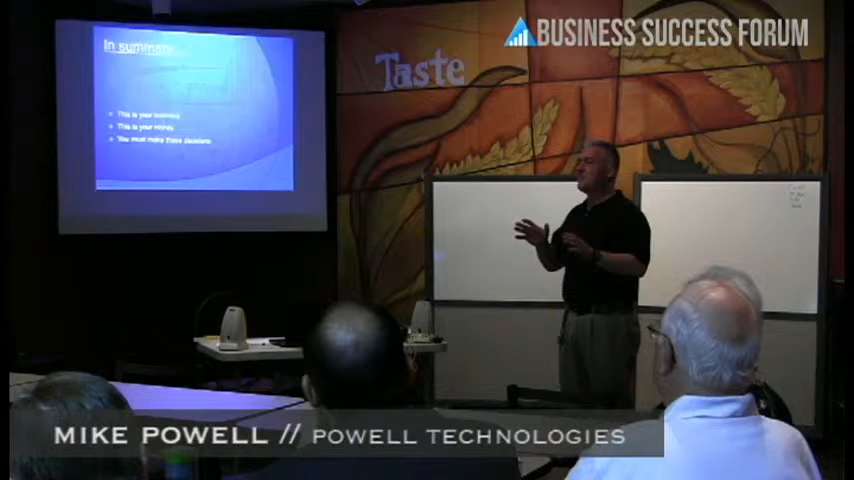 BUSINESS SUCCESS FORUM
In summary
Taste
This is your business
This is your money
You must make these decisions
MIKE POWELL // POWELL TECHNOLOGIES